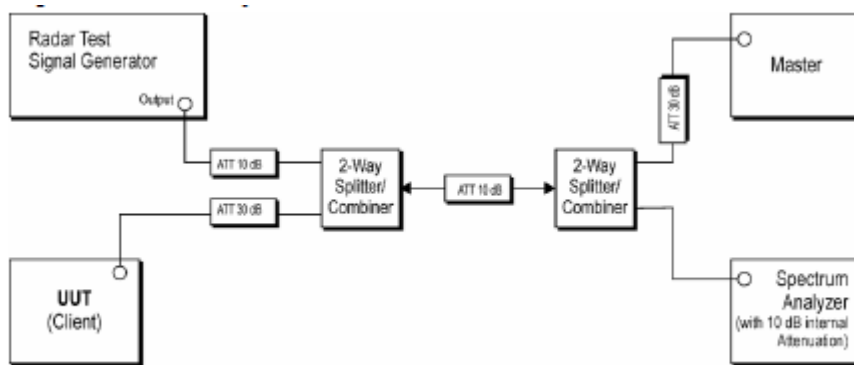 Radar Test
Signal Generator
Output
Master
ATT 30 dB
ATT 10 dB
2-Way
Splitter/
Combiner
ATT 10 dB
2-Way
Splitter/
Combiner
ATT 30 dB
UUT
(Client)
Spectrum
Analyzer
(with 10 dB internal
Attenuation)